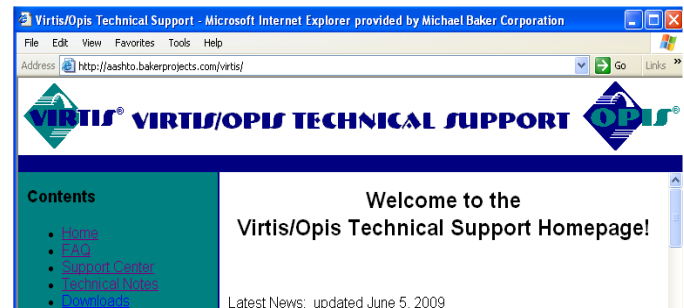 Virtis/Opis Technical Support - Microsoft Internet Explorer provided by Michael Baker Corporation
File Edit View Favorites Tools Help
Address http://aashto.bakerprojects.com/virtis/ Go Links »
VIRTIS® VIRTIS/OPIS TECHNICAL SUPPORT OPIS®
Contents
Home
FAQ
Support Center
Technical Notes
Downloads
Welcome to the
Virtis/Opis Technical Support Homepage!
Latest News: updated June 5, 2009